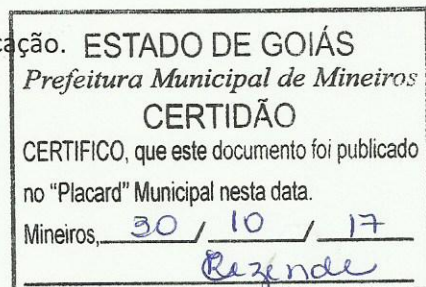 ação. ESTADO DE GOIÁS
Prefeitura Municipal de Mineiros
CERTIDÃO
CERTIFICO, que este documento foi publicado
no "Placard" Municipal nesta data.
Mineiros, 30 / 10 / 17
Rezende